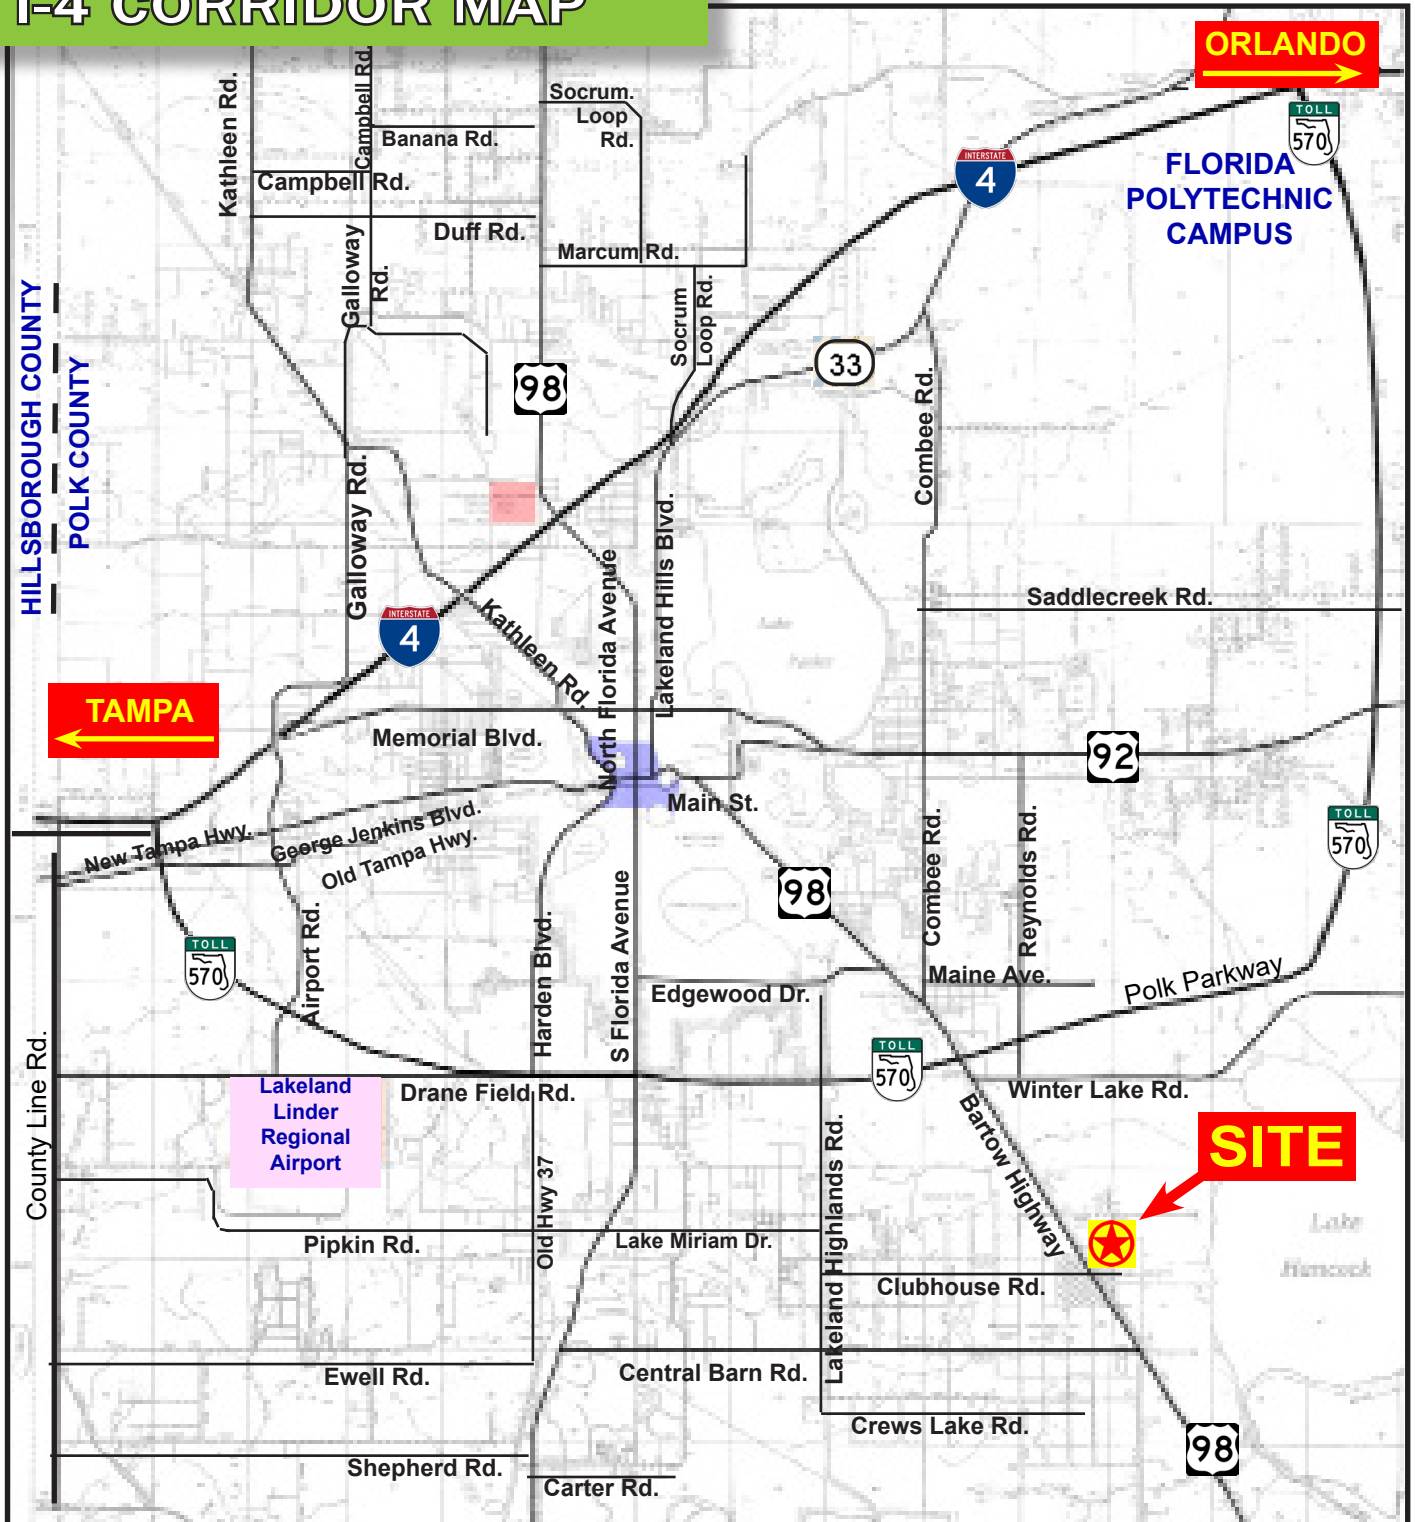 I-4 CORRIDOR MAP
ORLANDO
Kathleen Rd.
Campbell Rd.
Socrum.
Loop
Rd.
Banana Rd.
TOLL
570
INTERSTATE
4
FLORIDA
POLYTECHNIC
CAMPUS
Campbell Rd.
Duff Rd.
Marcum Rd.
Galloway
Rd.
Socrum
Loop Rd.
HILLSBOROUGH COUNTY
POLK COUNTY
98
33
Combee Rd.
Galloway Rd.
Lakeland Hills Blvd.
North Florida Avenue
Saddlecreek Rd.
INTERSTATE
4
Kathleen Rd.
Lake
Parker
TAMPA
Memorial Blvd.
92
Main St.
New Tampa Hwy.
George Jenkins Blvd.
Old Tampa Hwy.
TOLL
570
98
Combee Rd.
Reynolds Rd.
S Florida Avenue
Harden Blvd.
Airport Rd.
TOLL
570
Maine Ave.
Edgewood Dr.
Polk Parkway
County Line Rd.
TOLL
570
Drane Field Rd.
Winter Lake Rd.
Lakeland
Linder
Regional
Airport
Bartow Highway
SITE
Old Hwy 37
Lakeland Highlands Rd.
Lake
Hancock
Pipkin Rd.
Lake Miriam Dr.
Clubhouse Rd.
Ewell Rd.
Central Barn Rd.
Crews Lake Rd.
98
Shepherd Rd.
Carter Rd.